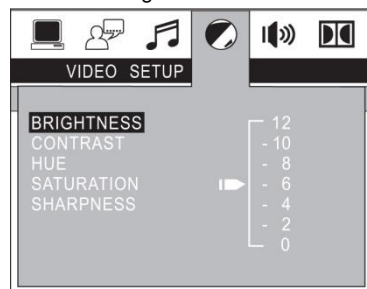 VIDEO SETUP
BRIGHTNESS
CONTRAST
HUE
SATURATION
SHARPNESS
12
- 10
- 8
- 6
- 4
- 2
0